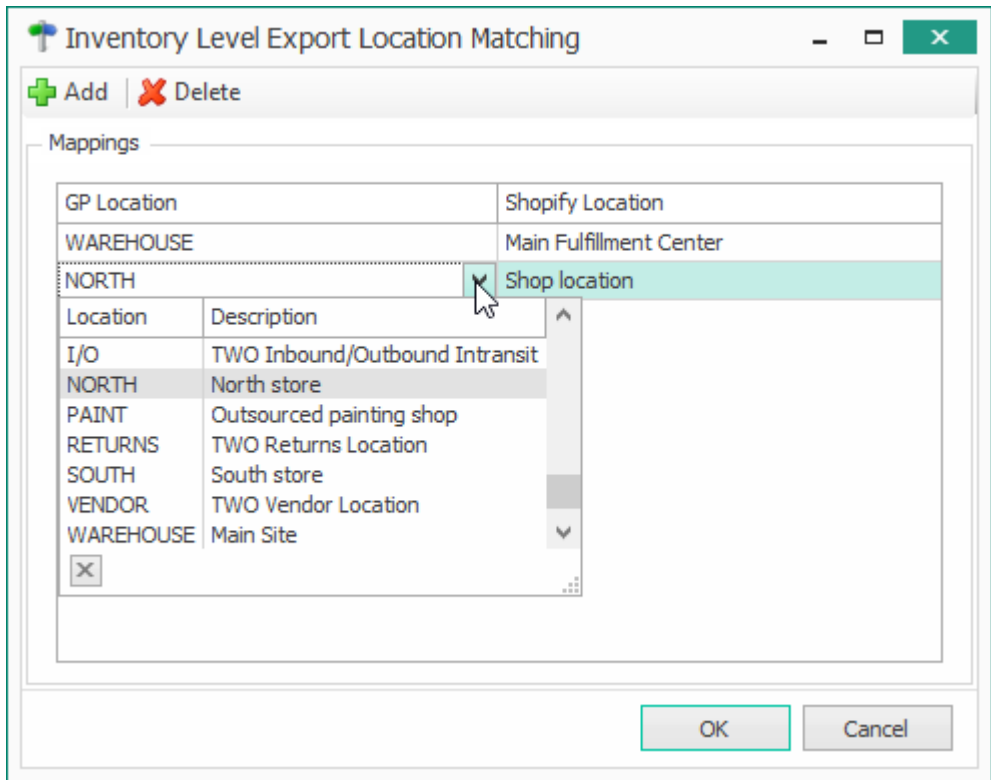 Inventory Level Export Location Matching
Add Delete
Mappings
GP Location Shopify Location
WAREHOUSE Main Fulfillment Center
NORTH Shop location
Location Description
I/O TWO Inbound/Outbound Intransit
NORTH North store
PAINT Outsourced painting shop
RETURNS TWO Returns Location
SOUTH South store
VENDOR TWO Vendor Location
WAREHOUSE Main Site
OK Cancel